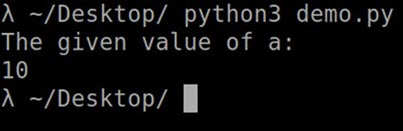 λ ~/Desktop/ python3 demo.py
The given value of a:
10
λ ~/Desktop/